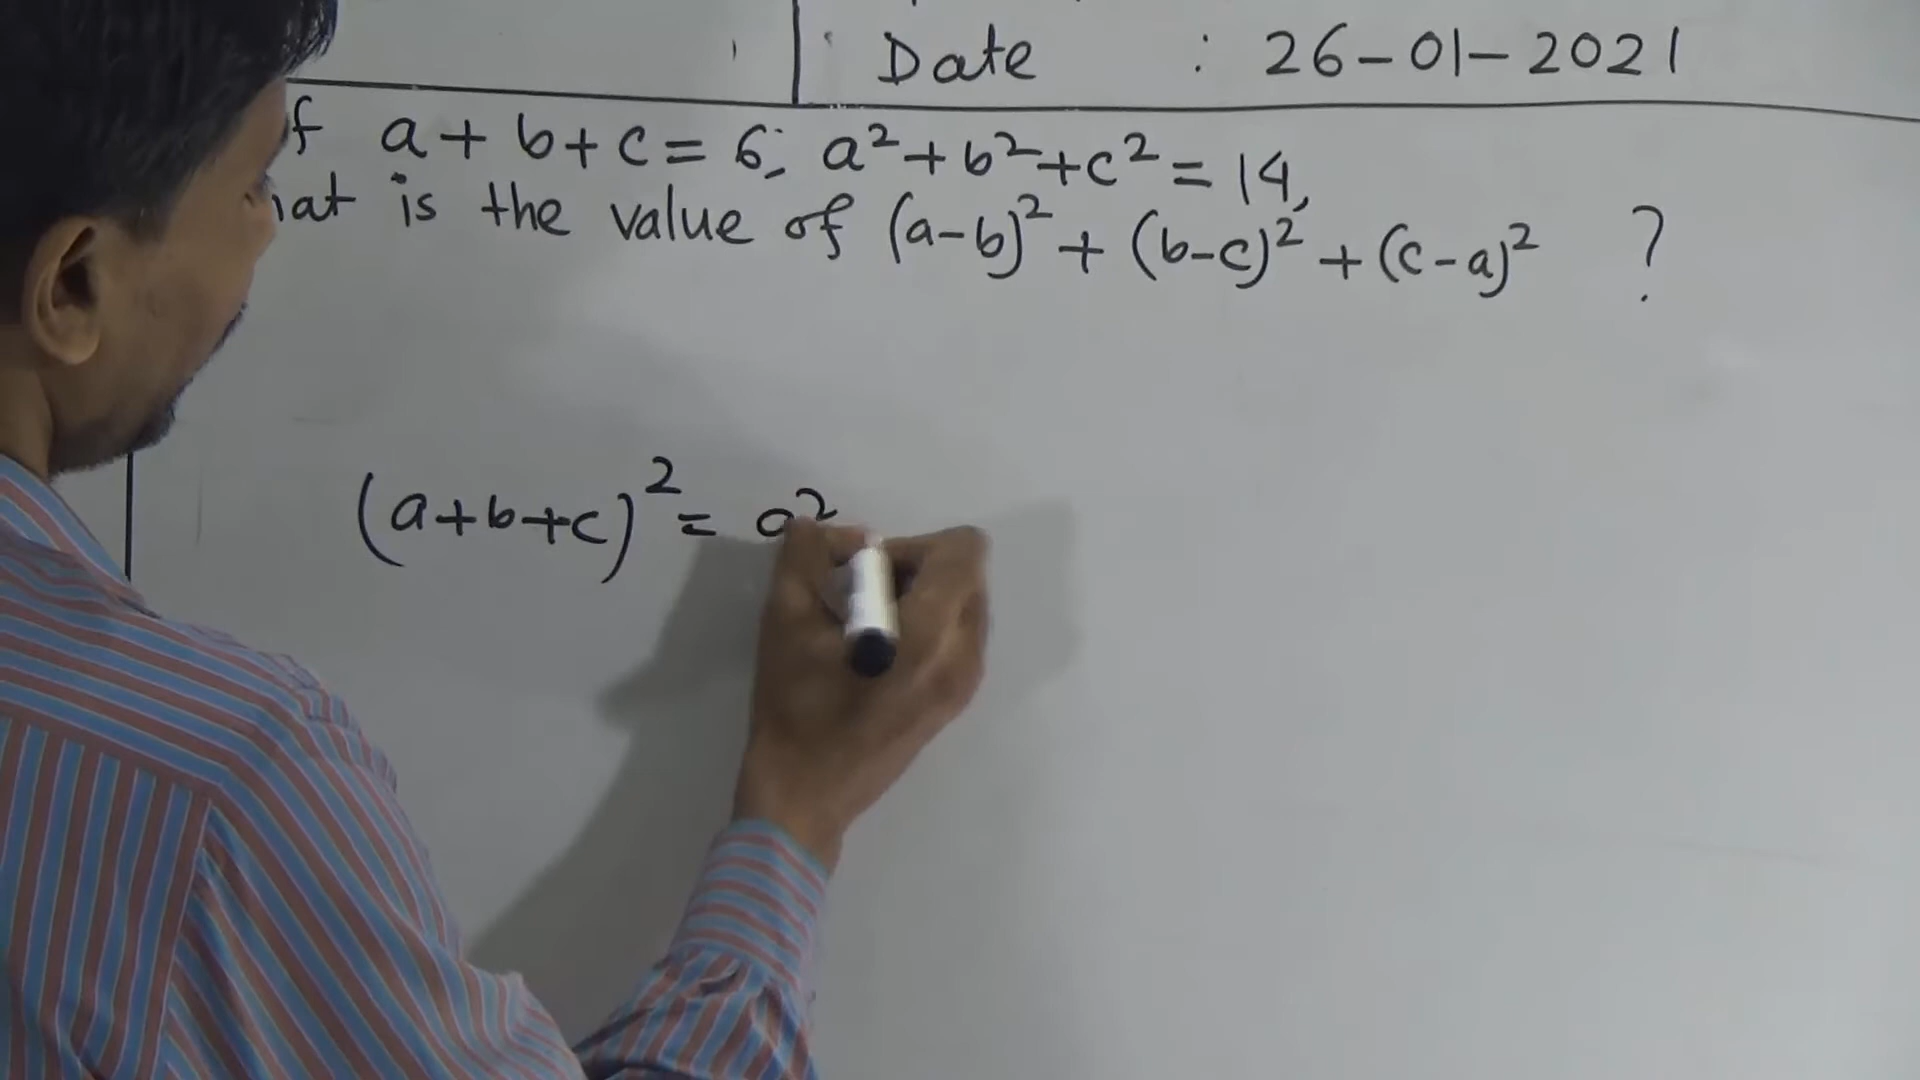 Date : 26-01-2021
f a + b + c = 6; a² + b² + c² = 14,
at is the value of (a-b)² + (b-c)² + (c-a)² ?
(a+b+c)² = a²